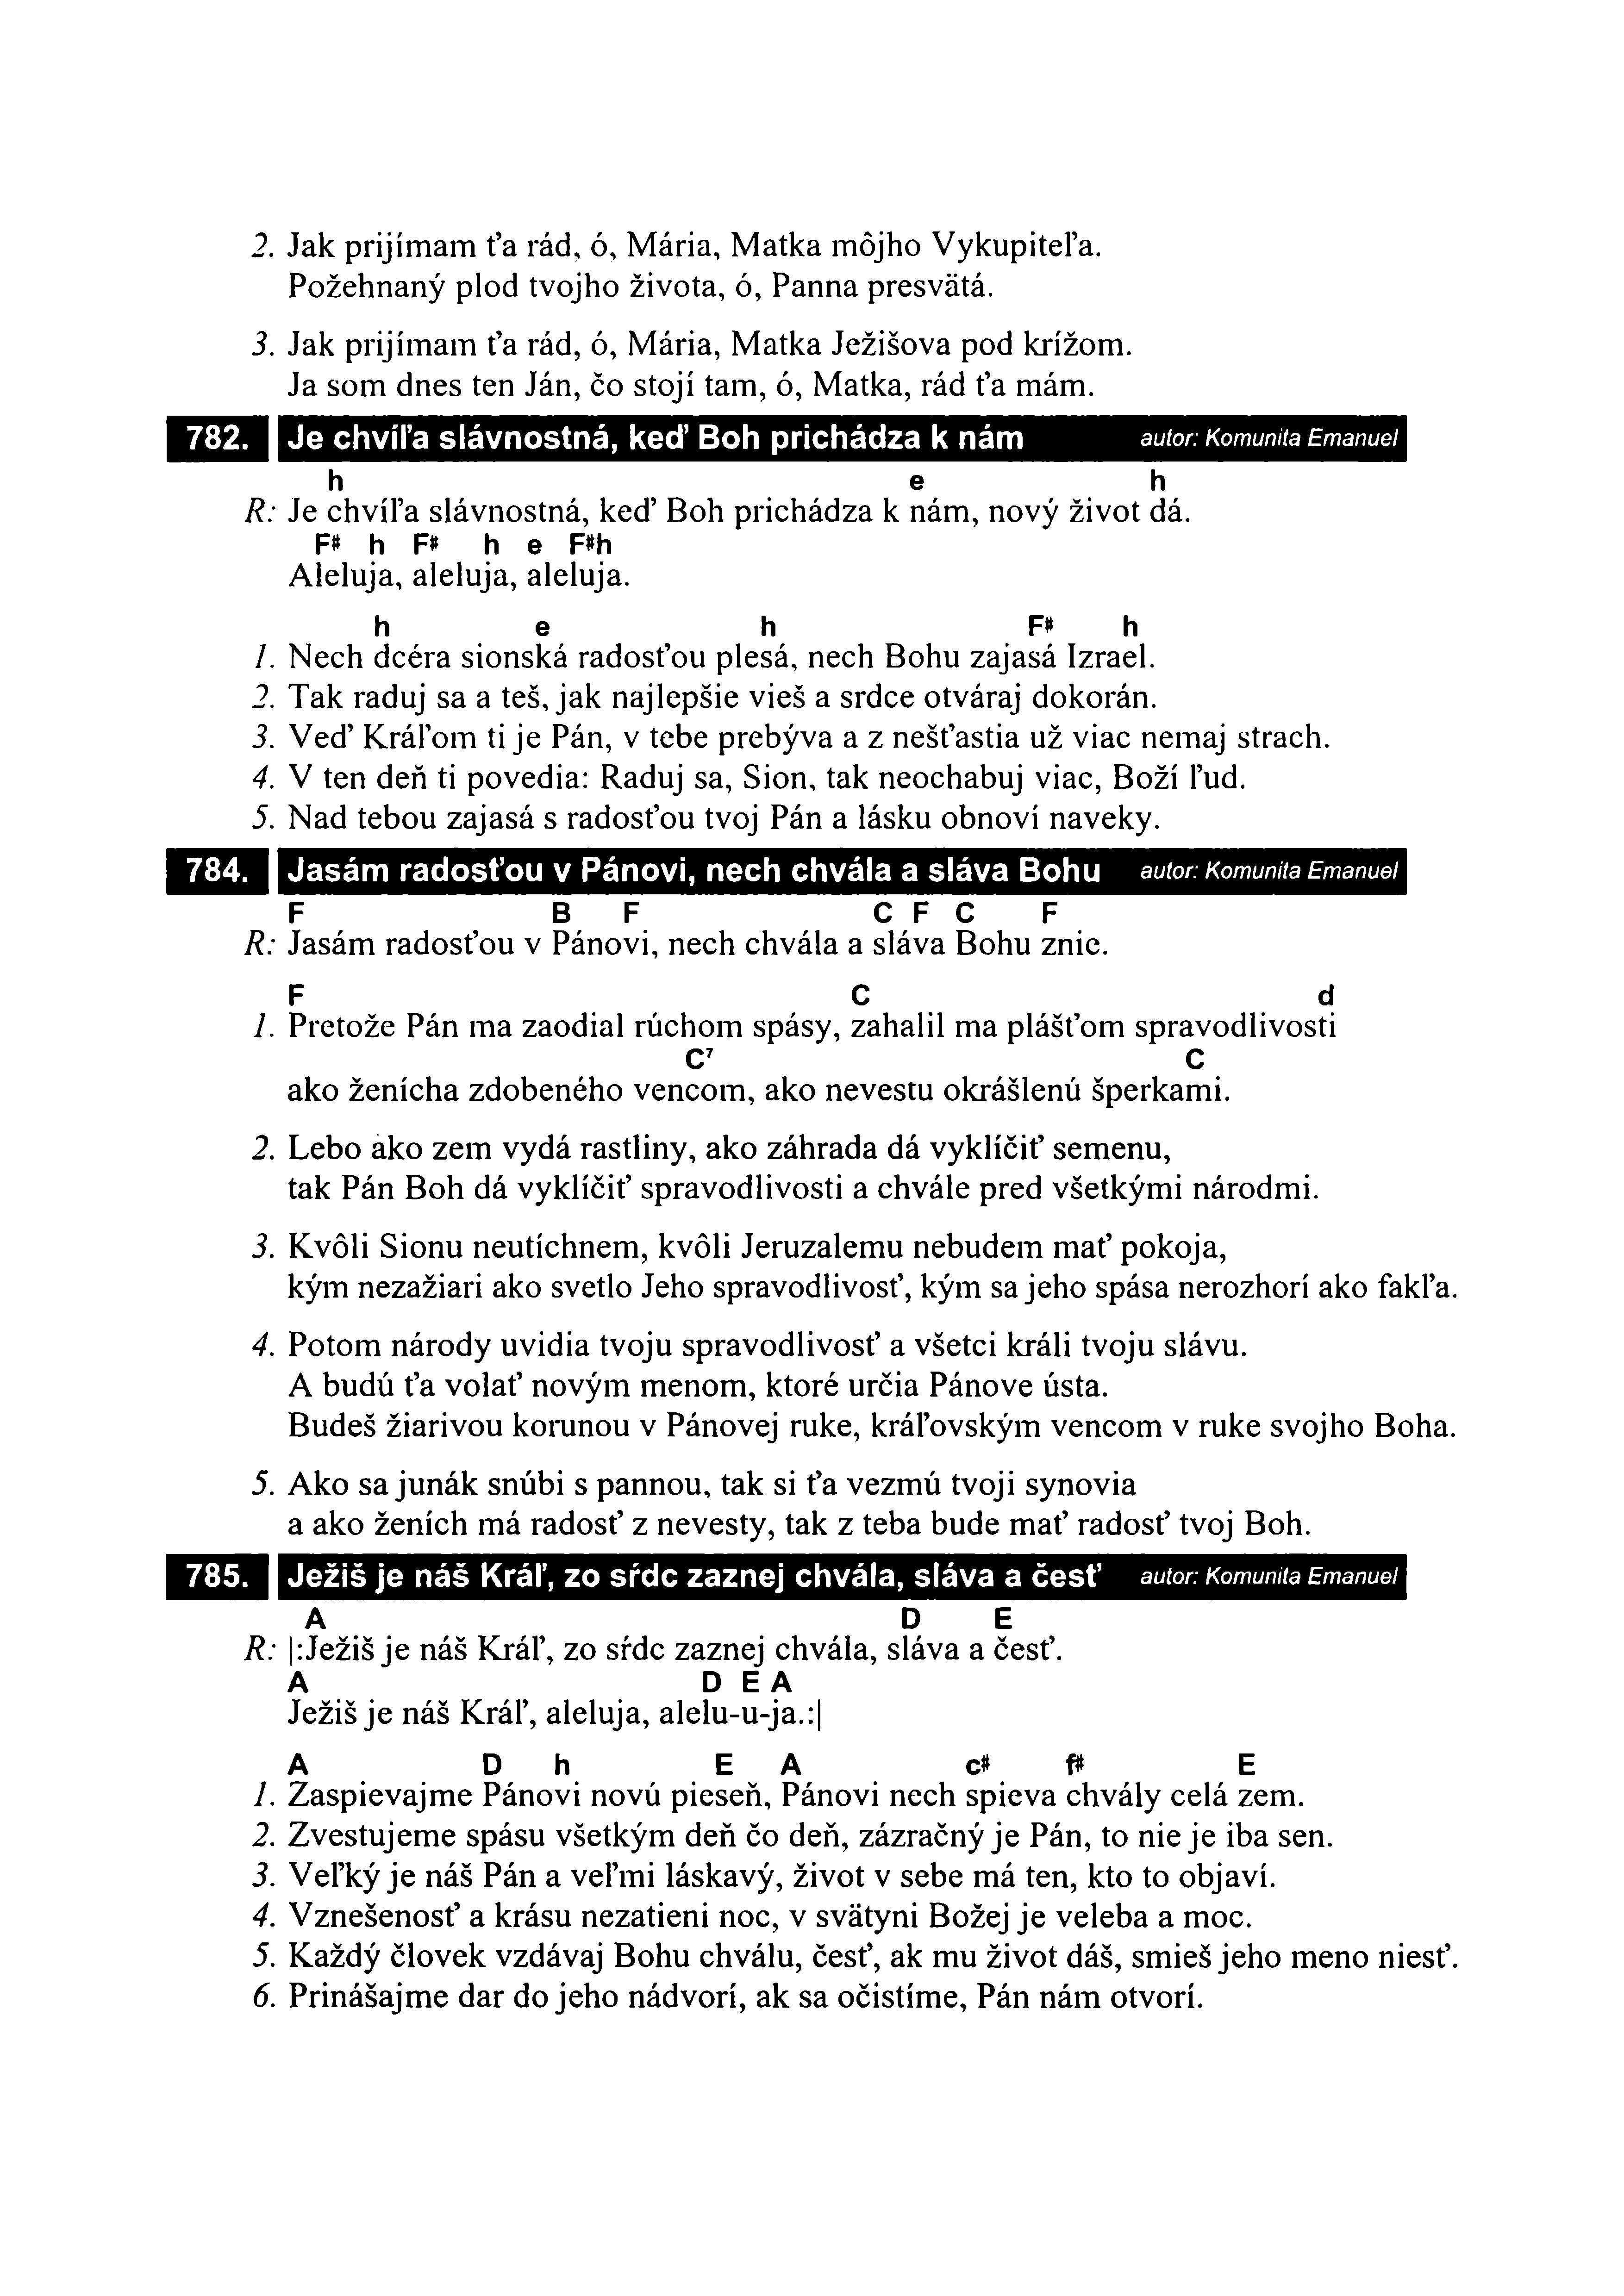 2. Jak prijímam ťa rád, ó, Mária, Matka môjho Vykupiteľa.
Požehnaný plod tvojho života, ó, Panna presvätá.
3. Jak prijímam ťa rád, ó, Mária, Matka Ježišova pod krížom.
Ja som dnes ten Ján, čo stojí tam, ó, Matka, rád ťa mám.
782. Je chvíľa slávnostná, keď Boh prichádza k nám autor: Komunita Emanuel
h e h
R: Je chvíľa slávnostná, keď Boh prichádza k nám, nový život dá.
F# h F# h e F#h
Aleluja, aleluja, aleluja.
h e h F# h
1. Nech dcéra sionská radosťou plesá, nech Bohu zajasá Izrael.
2. Tak raduj sa a teš, jak najlepšie vieš a srdce otváraj dokorán.
3. Veď Kráľom ti je Pán, v tebe prebýva a z nešťastia už viac nemaj strach.
4. V ten deň ti povedia: Raduj sa, Sion, tak neochabuj viac, Boží ľud.
5. Nad tebou zajasá s radosťou tvoj Pán a lásku obnoví naveky.
784. Jasám radosťou v Pánovi, nech chvála a sláva Bohu autor: Komunita Emanuel
F B F C F C F
R: Jasám radosťou v Pánovi, nech chvála a sláva Bohu znie.
F C d
1. Pretože Pán ma zaodial rúchom spásy, zahalil ma plášťom spravodlivosti
C7 C
ako ženícha zdobeného vencom, ako nevestu okrášlenú šperkami.
2. Lebo ako zem vydá rastliny, ako záhrada dá vyklíčiť semenu,
tak Pán Boh dá vyklíčiť spravodlivosti a chvále pred všetkými národmi.
3. Kvôli Sionu neutíchnem, kvôli Jeruzalemu nebudem mať pokoja,
kým nezažiari ako svetlo Jeho spravodlivosť, kým sa jeho spása nerozhorí ako fakľa.
4. Potom národy uvidia tvoju spravodlivosť a všetci králi tvoju slávu.
A budú ťa volať novým menom, ktoré určia Pánove ústa.
Budeš žiarivou korunou v Pánovej ruke, kráľovským vencom v ruke svojho Boha.
5. Ako sa junák snúbi s pannou, tak si ťa vezmú tvoji synovia
a ako ženích má radosť z nevesty, tak z teba bude mať radosť tvoj Boh.
785. Ježiš je náš Kráľ, zo sŕdc zaznej chvála, sláva a česť autor: Komunita Emanuel
A D E
R: |:Ježiš je náš Kráľ, zo sŕdc zaznej chvála, sláva a česť.
A D E A
Ježiš je náš Kráľ, aleluja, alelu-u-ja.:|
A D h E A c# f# E
1. Zaspievajme Pánovi novú pieseň, Pánovi nech spieva chvály celá zem.
2. Zvestujeme spásu všetkým deň čo deň, zázračný je Pán, to nie je iba sen.
3. Veľký je náš Pán a veľmi láskavý, život v sebe má ten, kto to objaví.
4. Vznešenosť a krásu nezatieni noc, v svätyni Božej je veleba a moc.
5. Každý človek vzdávaj Bohu chválu, česť, ak mu život dáš, smieš jeho meno niesť.
6. Prinášajme dar do jeho nádvorí, ak sa očistíme, Pán nám otvorí.